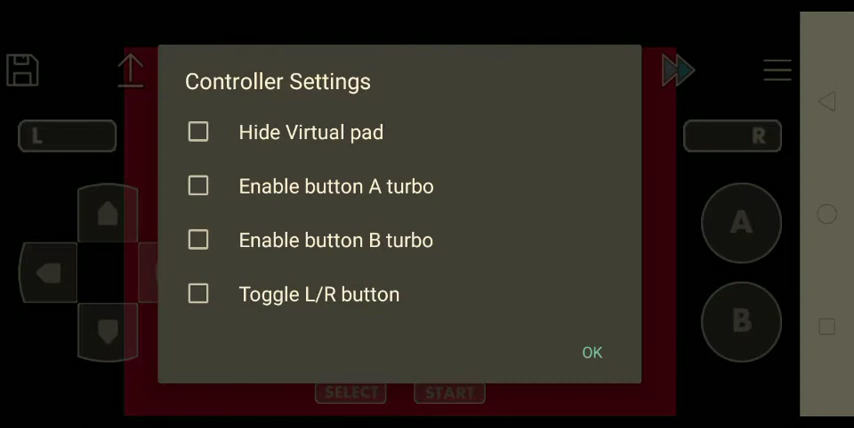 Controller Settings
L
Hide Virtual pad
R
Enable button A turbo
A
Enable button B turbo
Toggle L/R button
B
OK
SELECT
START